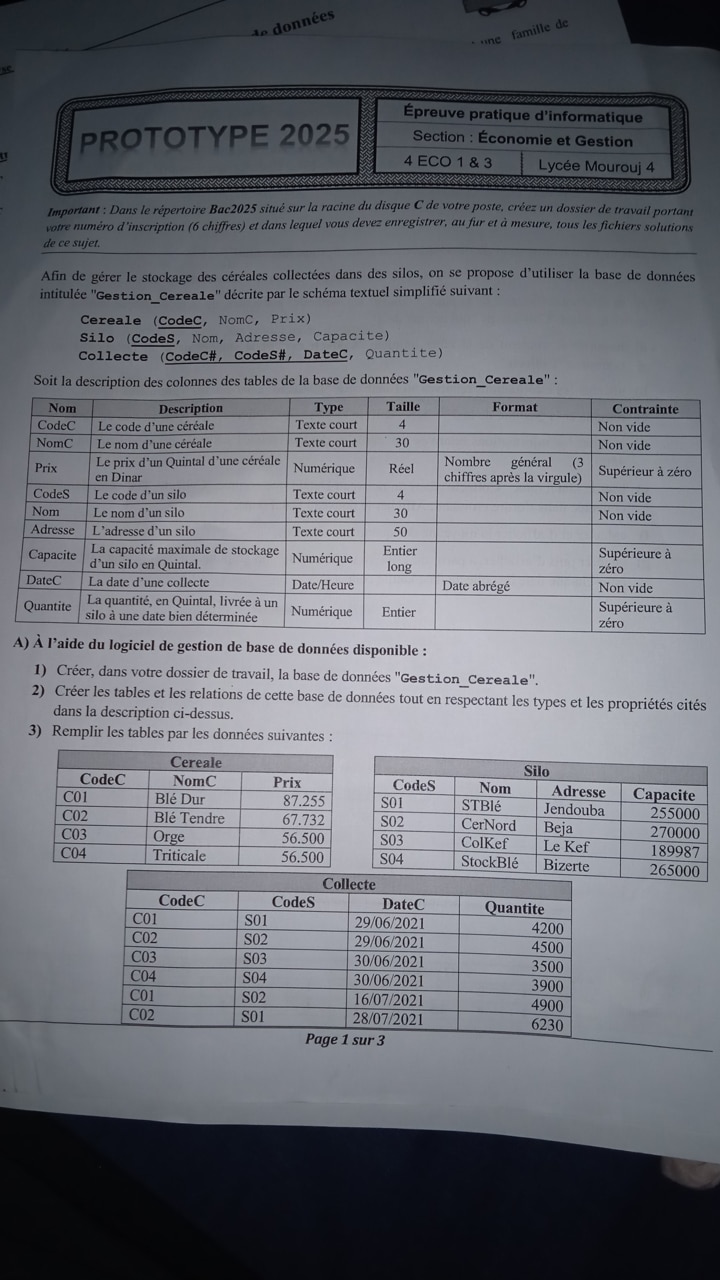 de données
une famille de
PROTOTYPE 2025
Épreuve pratique d'informatique
Section : Économie et Gestion
4 ECO 1 & 3 Lycée Mourouj 4
Important : Dans le répertoire Bac2025 situé sur la racine du disque C de votre poste, créez un dossier de travail portant
votre numéro d'inscription (6 chiffres) et dans lequel vous devez enregistrer, au fur et à mesure, tous les fichiers solutions
de ce sujet.
Afin de gérer le stockage des céréales collectées dans des silos, on se propose d'utiliser la base de données
intitulée "Gestion_Cereale" décrite par le schéma textuel simplifié suivant :
Cereale (CodeC, NomC, Prix)
Silo (CodeS, Nom, Adresse, Capacite)
Collecte (CodeC#, CodeS#, DateC, Quantite)
Soit la description des colonnes des tables de la base de données "Gestion_Cereale" :
Nom Description Type Taille Format Contrainte
CodeC Le code d'une céréale Texte court 4 Non vide
NomC Le nom d'une céréale Texte court 30 Non vide
Prix Le prix d'un Quintal d'une céréale en Dinar Numérique Réel Nombre général (3 chiffres après la virgule) Supérieur à zéro
CodeS Le code d'un silo Texte court 4 Non vide
Nom Le nom d'un silo Texte court 30 Non vide
Adresse L'adresse d'un silo Texte court 50
Capacite La capacité maximale de stockage d'un silo en Quintal. Numérique Entier long Supérieure à zéro
DateC La date d'une collecte Date/Heure Date abrégé Non vide
Quantite La quantité, en Quintal, livrée à un silo à une date bien déterminée Numérique Entier Supérieure à zéro
A) À l'aide du logiciel de gestion de base de données disponible :
1) Créer, dans votre dossier de travail, la base de données "Gestion_Cereale".
2) Créer les tables et les relations de cette base de données tout en respectant les types et les propriétés cités
dans la description ci-dessus.
3) Remplir les tables par les données suivantes :
Cereale
CodeC NomC Prix
C01 Blé Dur 87.255
C02 Blé Tendre 67.732
C03 Orge 56.500
C04 Triticale 56.500
Silo
CodeS Nom Adresse Capacite
S01 STBlé Jendouba 255000
S02 CerNord Beja 270000
S03 ColKef Le Kef 189987
S04 StockBlé Bizerte 265000
Collecte
CodeC CodeS DateC Quantite
C01 S01 29/06/2021 4200
C02 S02 29/06/2021 4500
C03 S03 30/06/2021 3500
C04 S04 30/06/2021 3900
C01 S02 16/07/2021 4900
C02 S01 28/07/2021 6230
Page 1 sur 3